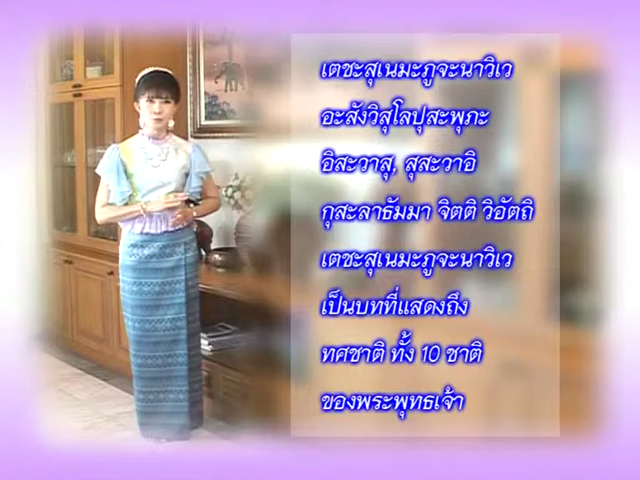 เตชะสุเนมะภูจะนาวิเว
อะสังวิสุโลปุสะพุภะ
อิสะวาสุ, สุสะวาอิ
กุสะลาธัมมา จิตติ วิอัตถิ
เตชะสุเนมะภูจะนาวิเว
เป็นบทที่แสดงถึง
ทศชาติ ทั้ง 10 ชาติ
ของพระพุทธเจ้า